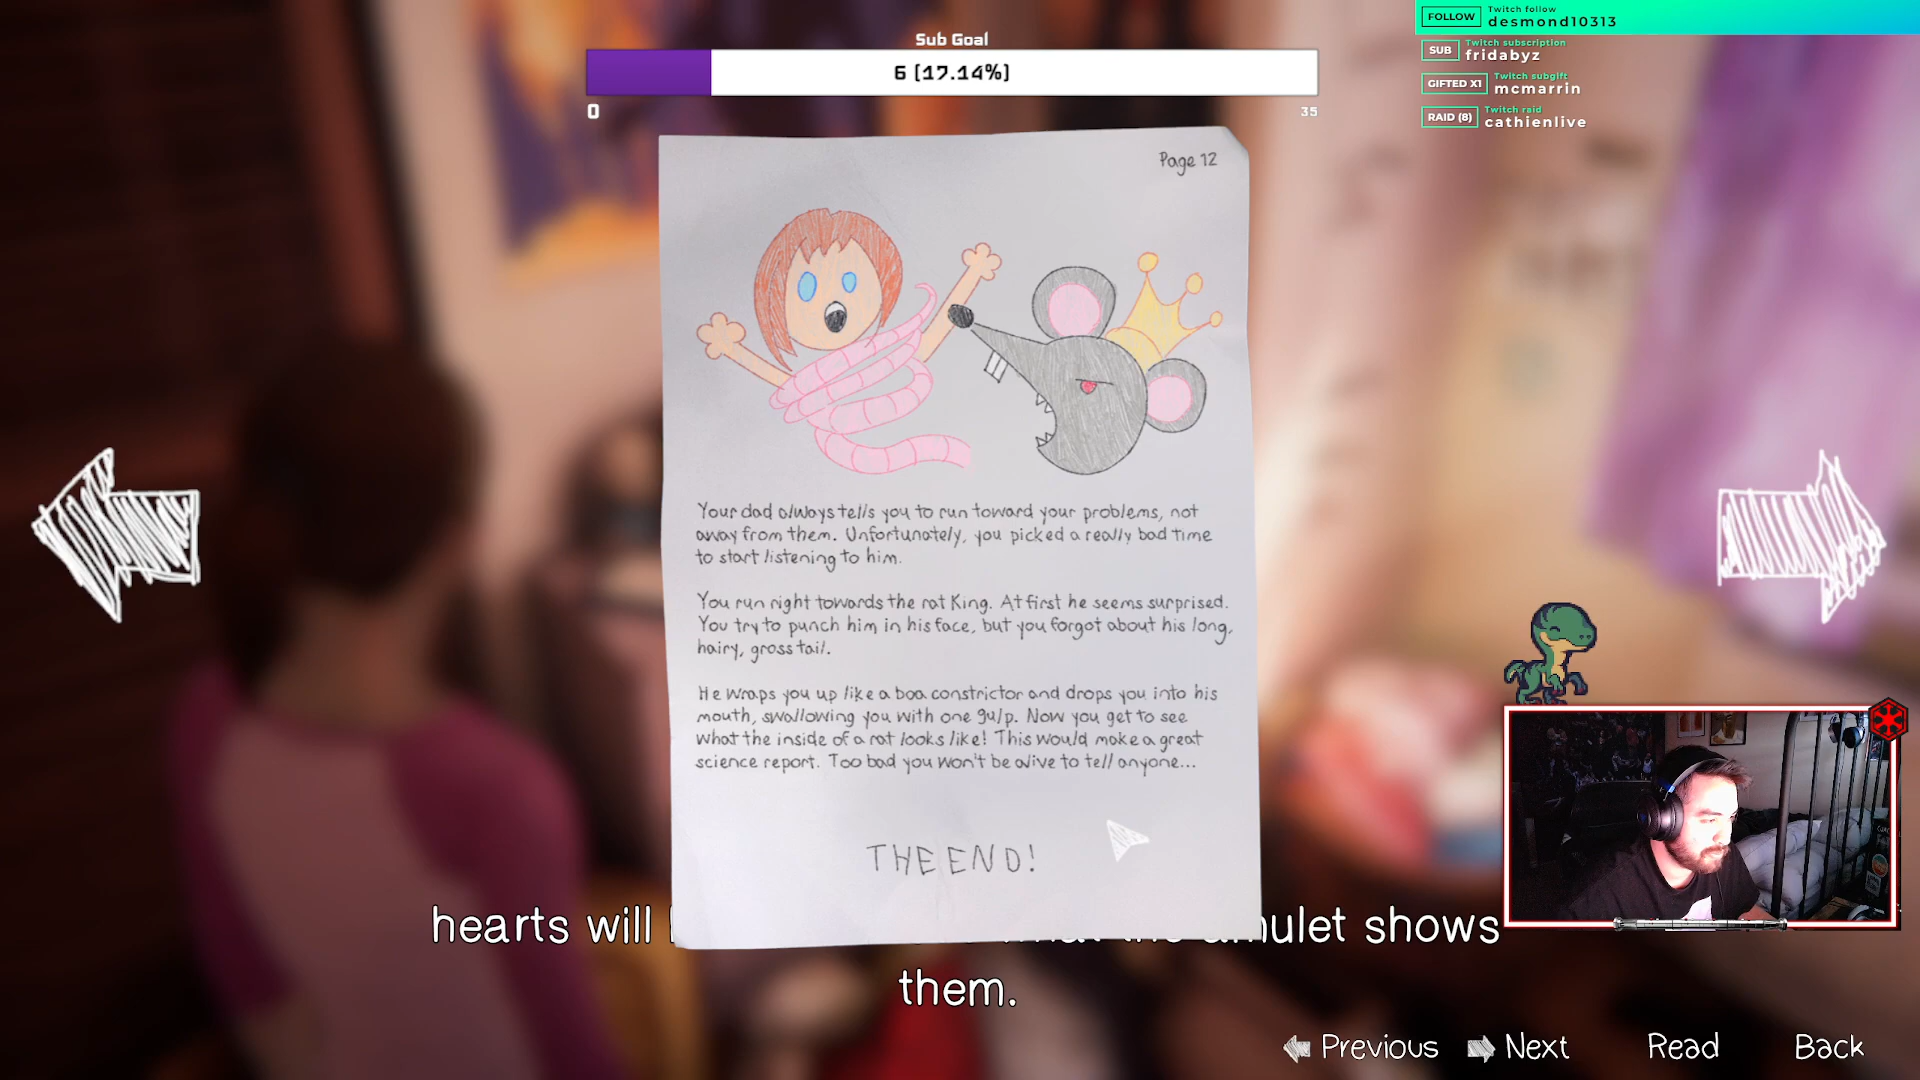 Sub Goal
6 [17.14%]
0
35
FOLLOW
Twitch follow
desmond10313
SUB
Twitch subscription
fridabyz
GIFTED X1
Twitch subgift
mcmarrin
RAID (8)
Twitch raid
cathienlive
Page 12
Your dad always tells you to run toward your problems, not
away from them. Unfortunately, you picked a really bad time
to start listening to him.
You run right towards the rat King. At first he seems surprised.
You try to punch him in his face, but you forgot about his long,
hairy, gross tail.
He wraps you up like a boa constrictor and drops you into his
mouth, swallowing you with one gulp. Now you get to see
what the inside of a rat looks like! This would make a great
science report. Too bad you won't be alive to tell anyone...
THE END!
hearts will what the amulet shows
them.
Previous
Next
Read
Back